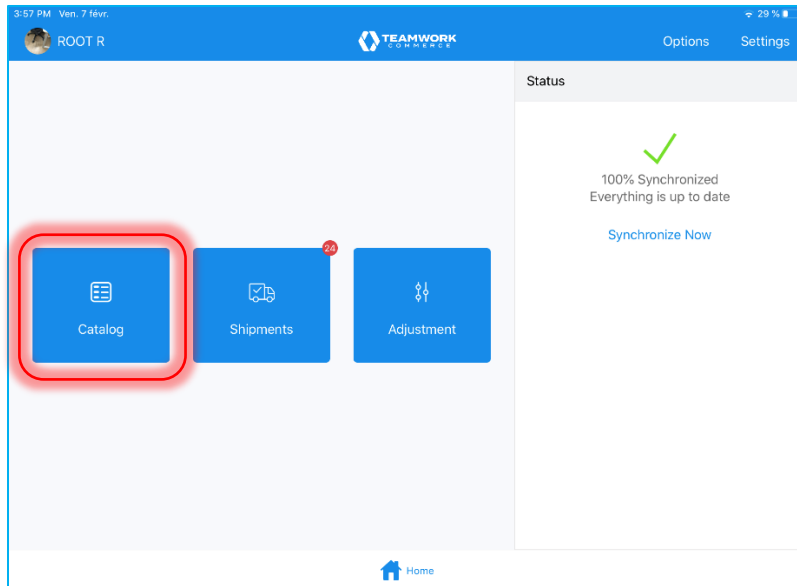 3:57 PM Ven. 7 févr.
29 %
ROOT R
TEAMWORK
COMMERCE
Options
Settings
Status
100% Synchronized
Everything is up to date
Synchronize Now
24
Catalog
Shipments
Adjustment
Home